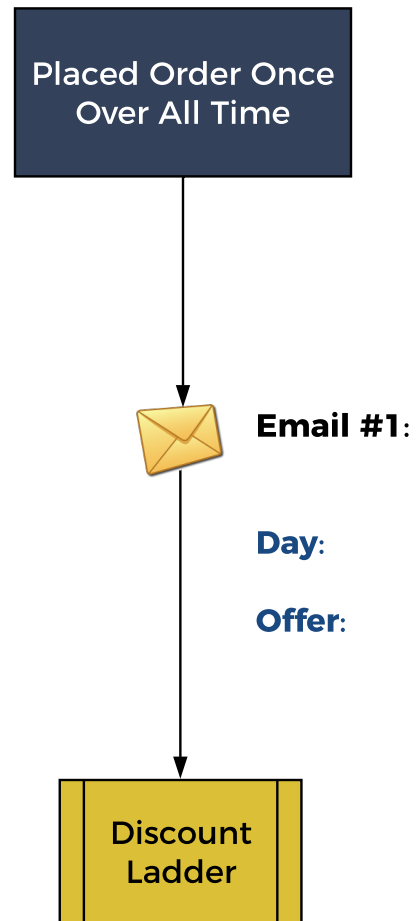 Placed Order Once
Over All Time
Email #1:
Day:
Offer:
Discount
Ladder